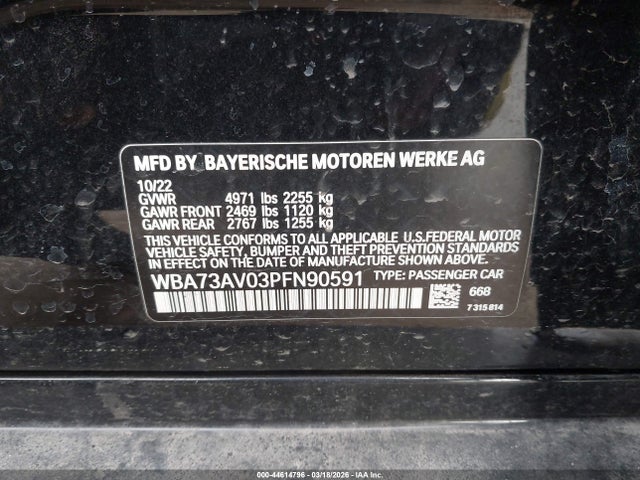 MFD BY BAYERISCHE MOTOREN WERKE AG
10/22
GVWR 4971 lbs 2255 kg
GAWR FRONT 2469 lbs 1120 kg
GAWR REAR 2767 lbs 1255 kg
THIS VEHICLE CONFORMS TO ALL APPLICABLE U.S.FEDERAL MOTOR
VEHICLE SAFETY, BUMPER AND THEFT PREVENTION STANDARDS
IN EFFECT ON THE DATE OF MANUFACTURE SHOWN ABOVE.
WBA73AV03PFN90591 TYPE: PASSENGER CAR
668
7 315 814
000-44614796 - 03/18/2026 - IAA Inc.